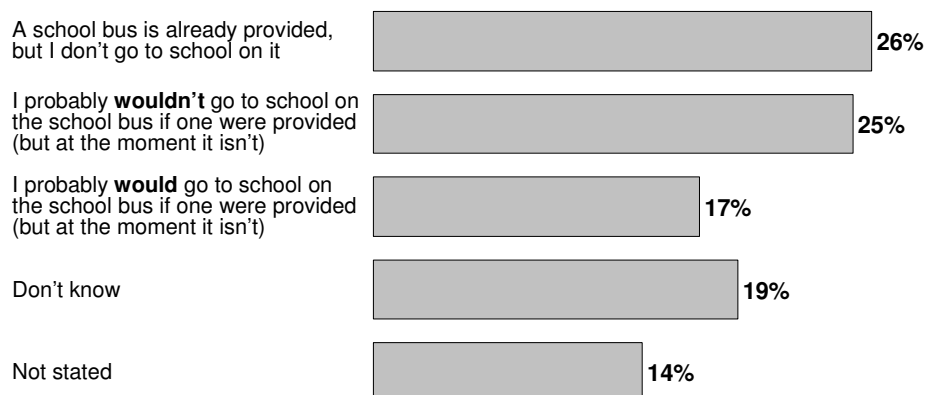 A school bus is already provided,
but I don't go to school on it
26%
I probably wouldn't go to school on
the school bus if one were provided
(but at the moment it isn't)
25%
I probably would go to school on
the school bus if one were provided
(but at the moment it isn't)
17%
Don't know
19%
Not stated
14%